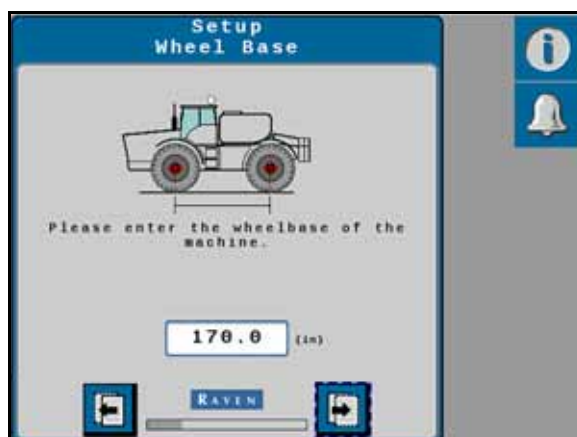 Setup
Wheel Base
Please enter the wheelbase of the
machine.
170.0 (in)
RAVEN